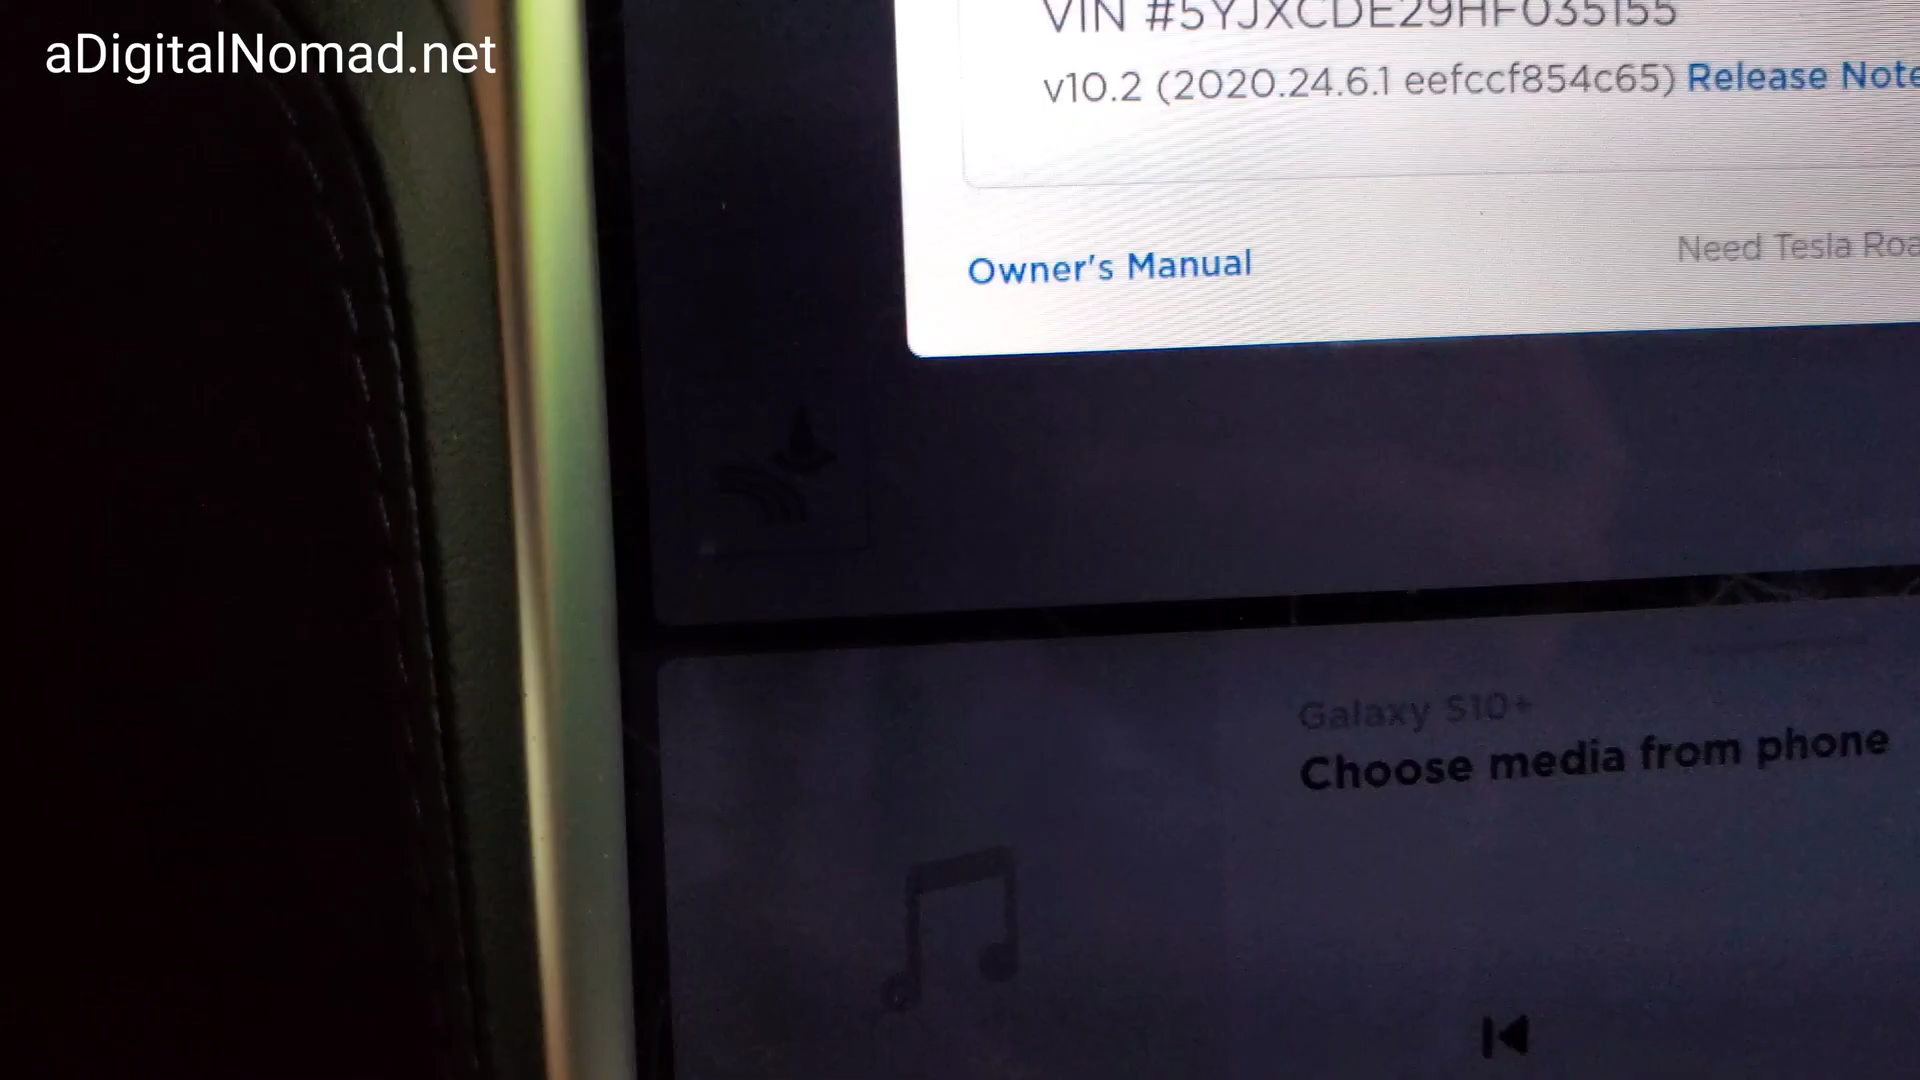 aDigitalNomad.net
VIN #5YJXCDE29HF035155
v10.2 (2020.24.6.1 eefccf854c65) Release Note
Owner's Manual
Need Tesla Roa
Galaxy S10+
Choose media from phone